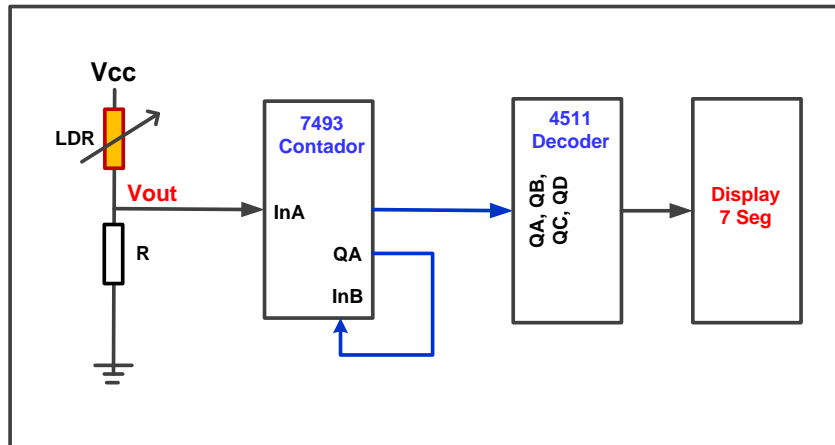 Vcc
LDR
Vout
R
7493
Contador
InA
QA
InB
4511
Decoder
QA, QB,
QC, QD
Display
7 Seg